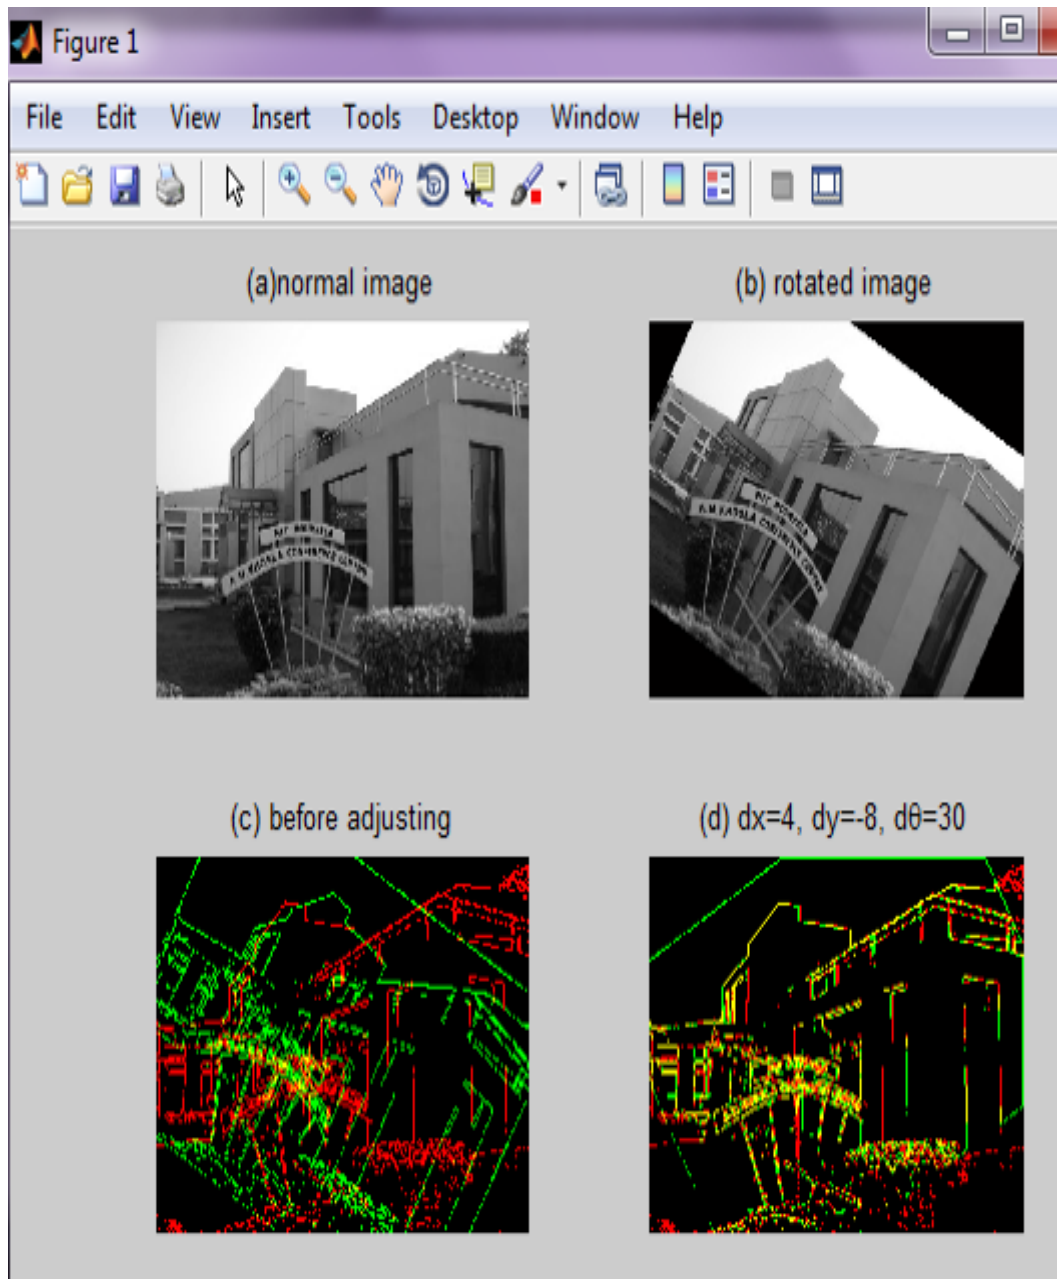 Figure 1
File Edit View Insert Tools Desktop Window Help
(a)normal image
(b) rotated image
(c) before adjusting
(d) dx=4, dy=-8, dθ=30